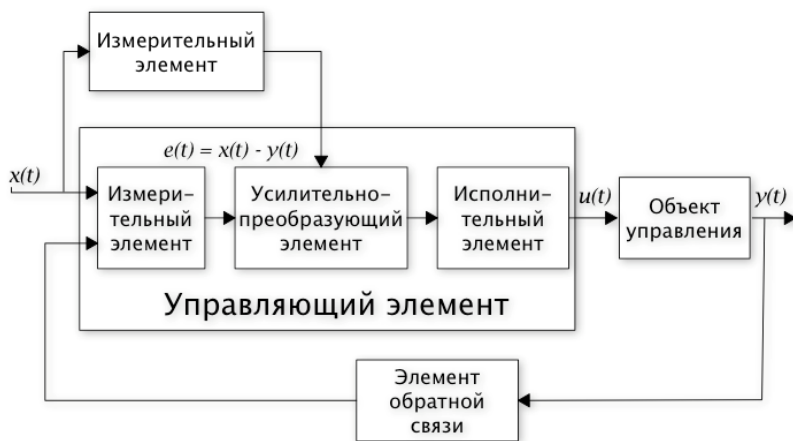 Измерительный
элемент
e(t) = x(t) - y(t)
x(t)
Измери-
тельный
элемент
Усилительно-
преобразующий
элемент
Исполни-
тельный
элемент
u(t)
Объект
управления
y(t)
Управляющий элемент
Элемент
обратной
связи